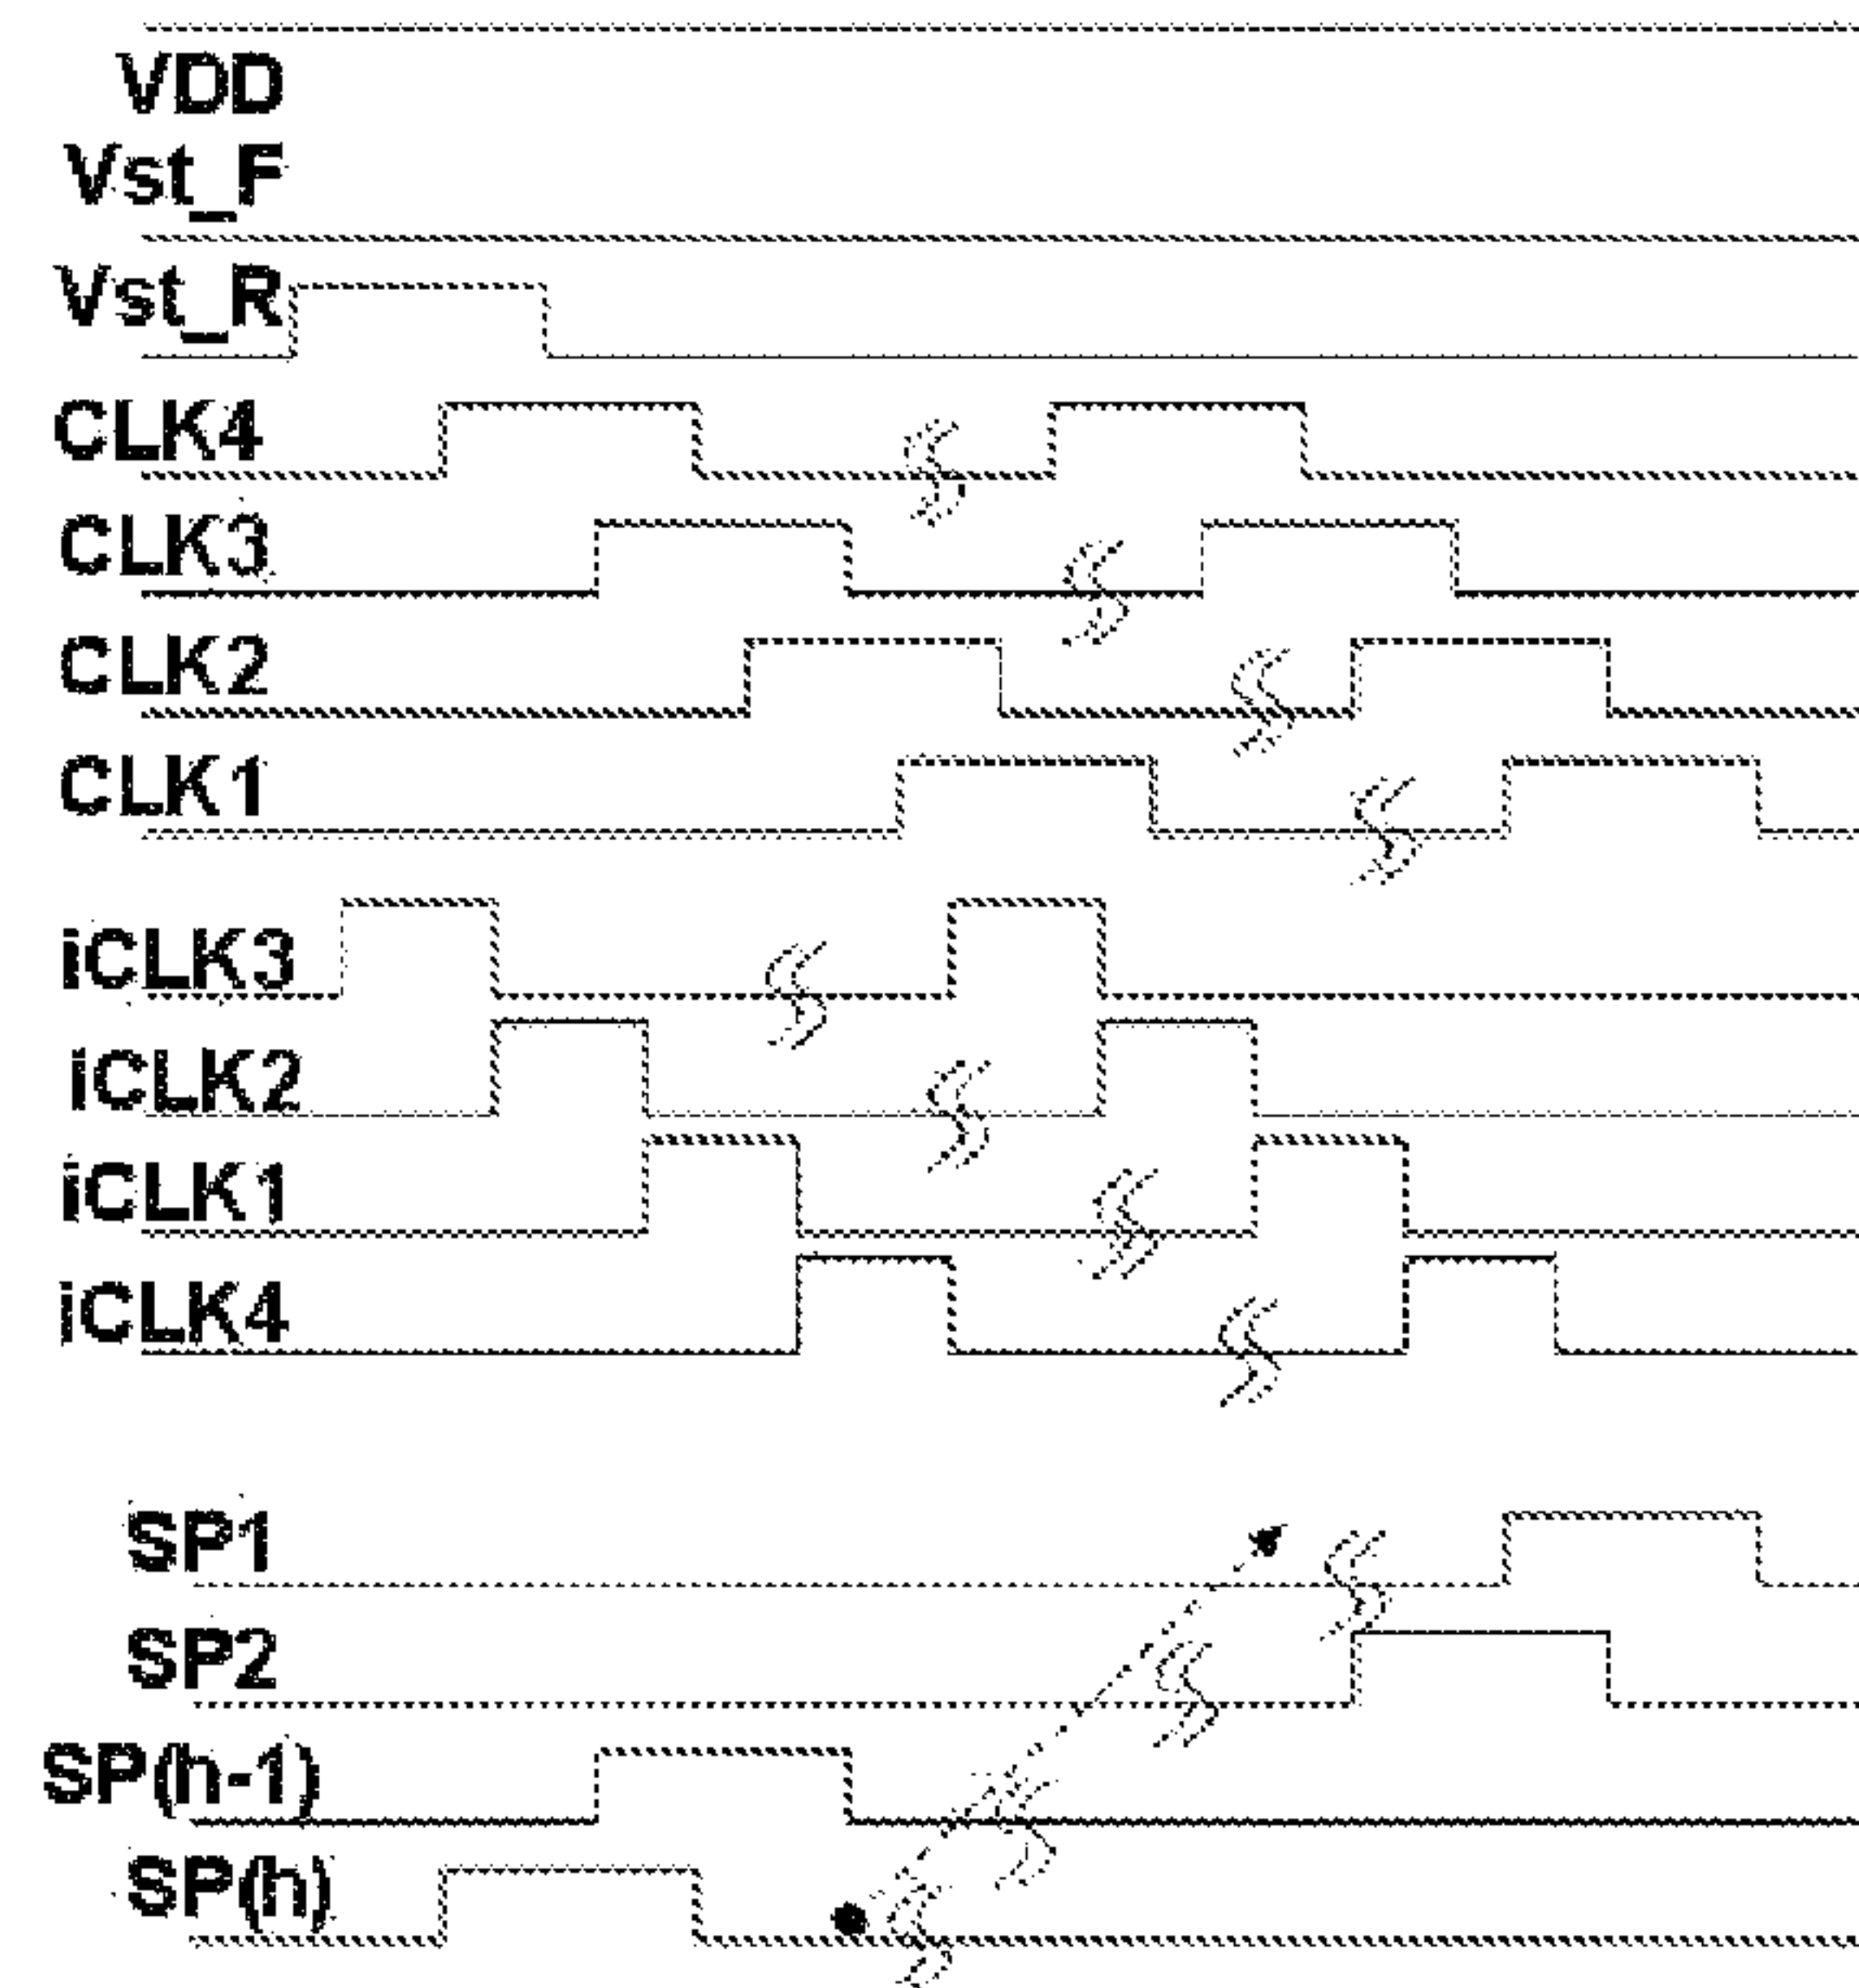 VDD
Vst_F
Vst_R
CLK4
CLK3
CLK2
CLK1
iCLK3
iCLK2
iCLK1
iCLK4
SP1
SP2
SP(n-1)
SP(n)